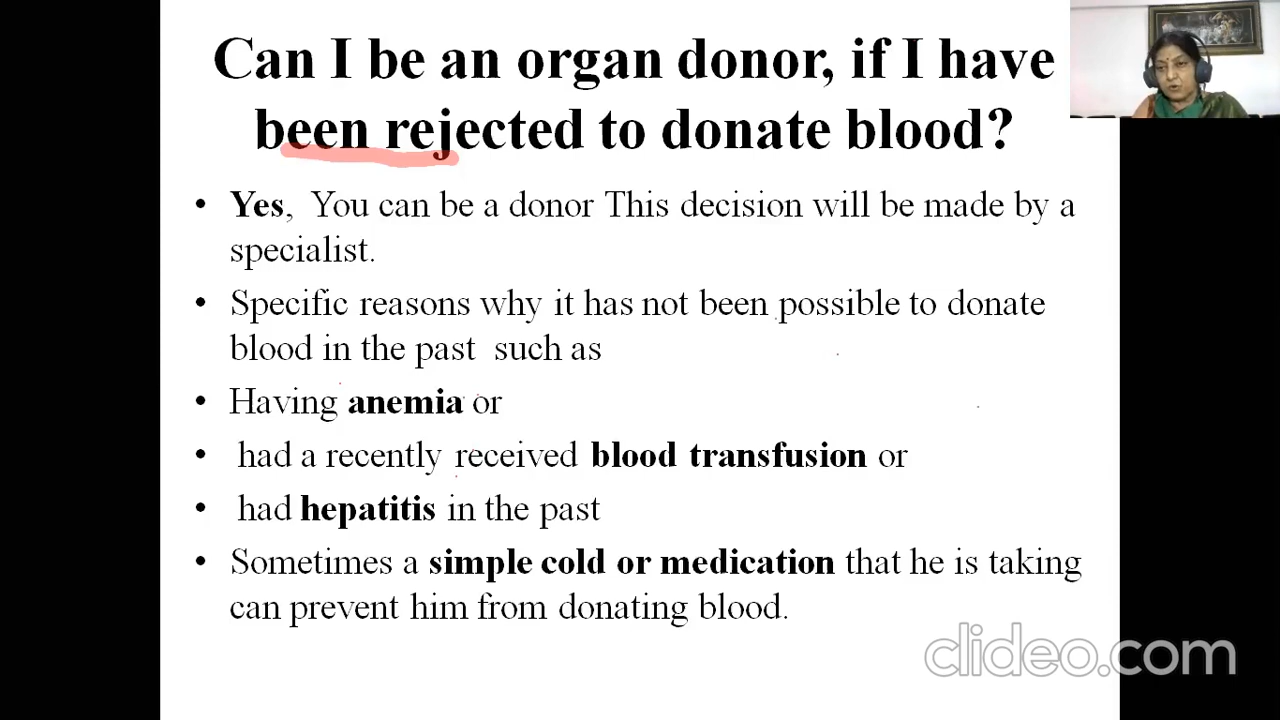 Can I be an organ donor, if I have
been rejected to donate blood?
• Yes, You can be a donor This decision will be made by a
specialist.
• Specific reasons why it has not been possible to donate
blood in the past such as
• Having anemia or
• had a recently received blood transfusion or
• had hepatitis in the past
• Sometimes a simple cold or medication that he is taking
can prevent him from donating blood.
clideo.com